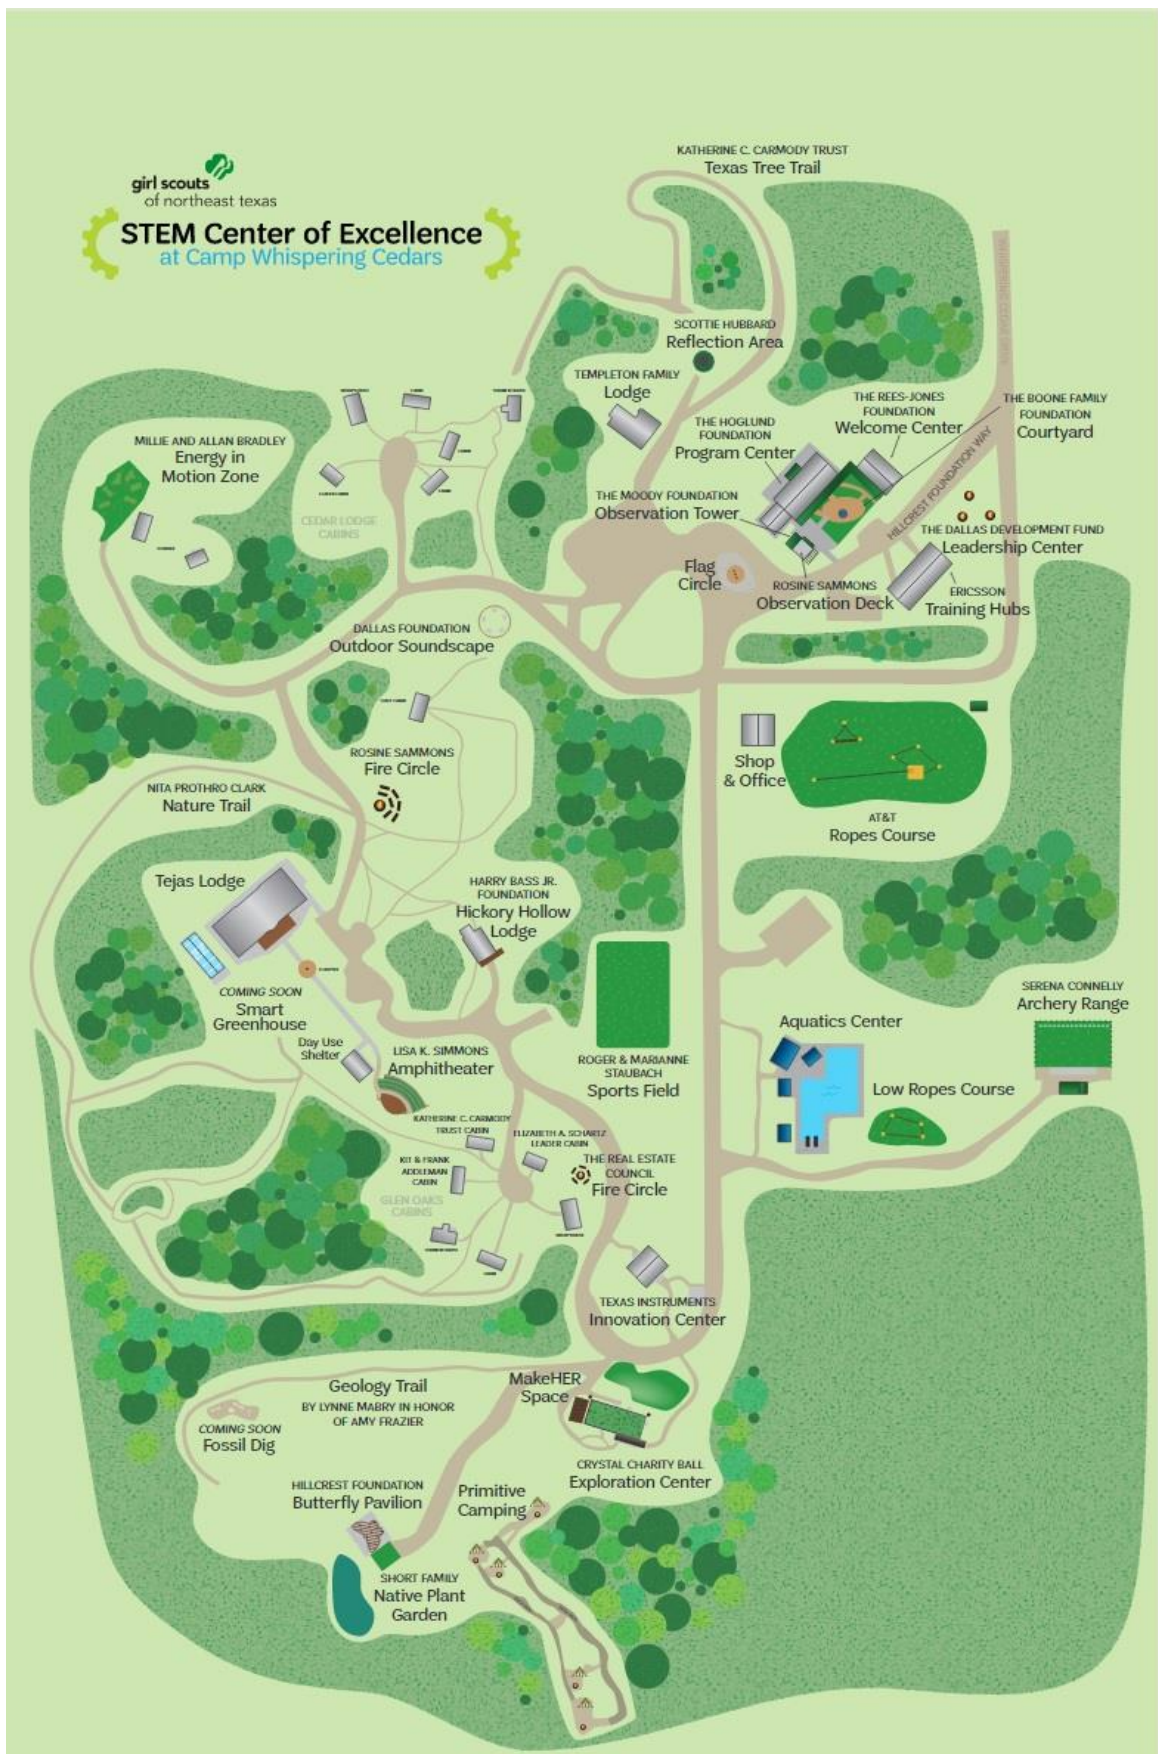 KATHERINE C. CARMODY TRUST
Texas Tree Trail
girl scouts
of northeast texas
STEM Center of Excellence
at Camp Whispering Cedars
SCOTTIE HUBBARD
Reflection Area
TEMPLETON FAMILY
Lodge
THE REES-JONES
FOUNDATION
Welcome Center
THE BOONE FAMILY
FOUNDATION
Courtyard
THE HOGLUND
FOUNDATION
Program Center
MILLIE AND ALLAN BRADLEY
Energy in
Motion Zone
HILLCREST FOUNDATION WAY
THE MOODY FOUNDATION
Observation Tower
CEDAR LODGE
CABINS
THE DALLAS DEVELOPMENT FUND
Leadership Center
Flag
Circle
ROSINE SAMMONS
Observation Deck
ERICSSON
Training Hubs
DALLAS FOUNDATION
Outdoor Soundscape
ROSINE SAMMONS
Fire Circle
Shop
& Office
NITA PROTHRO CLARK
Nature Trail
AT&T
Ropes Course
Tejas Lodge
HARRY BASS JR.
FOUNDATION
Hickory Hollow
Lodge
COMING SOON
Smart
Greenhouse
SERENA CONNELLY
Archery Range
Aquatics Center
Day Use
Shelter
LISA K. SIMMONS
Amphitheater
ROGER & MARIANNE
STAUBACH
Sports Field
Low Ropes Course
KATHERINE C. CARMODY
TRUST CABIN
ELIZABETH A. SCHARTZ
LEADER CABIN
KIT & FRANK
ADDLEMAN
CABIN
THE REAL ESTATE
COUNCIL
Fire Circle
GLEN OAKS
CABINS
TEXAS INSTRUMENTS
Innovation Center
MakeHER
Space
Geology Trail
BY LYNNE MABRY IN HONOR
OF AMY FRAZIER
COMING SOON
Fossil Dig
CRYSTAL CHARITY BALL
Exploration Center
HILLCREST FOUNDATION
Butterfly Pavilion
Primitive
Camping
SHORT FAMILY
Native Plant
Garden